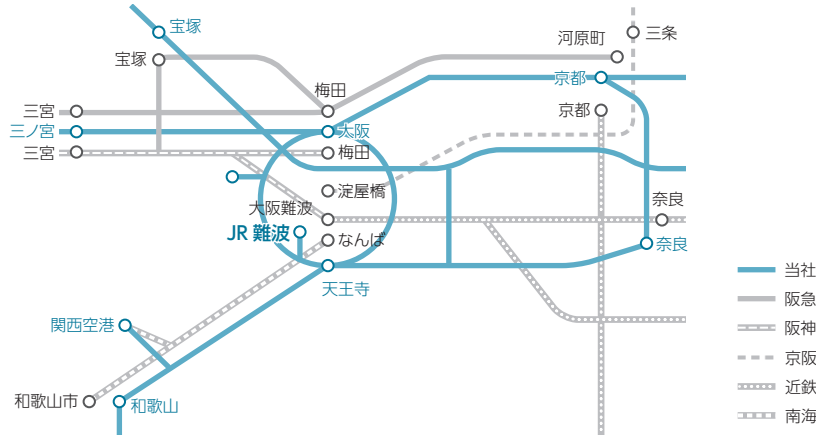 宝塚
河原町
三条
宝塚
京都
梅田
京都
三宮
三ノ宮
大阪
三宮
梅田
淀屋橋
大阪難波
奈良
JR 難波
なんば
奈良
天王寺
当社
阪急
関西空港
阪神
京阪
近鉄
和歌山市
和歌山
南海